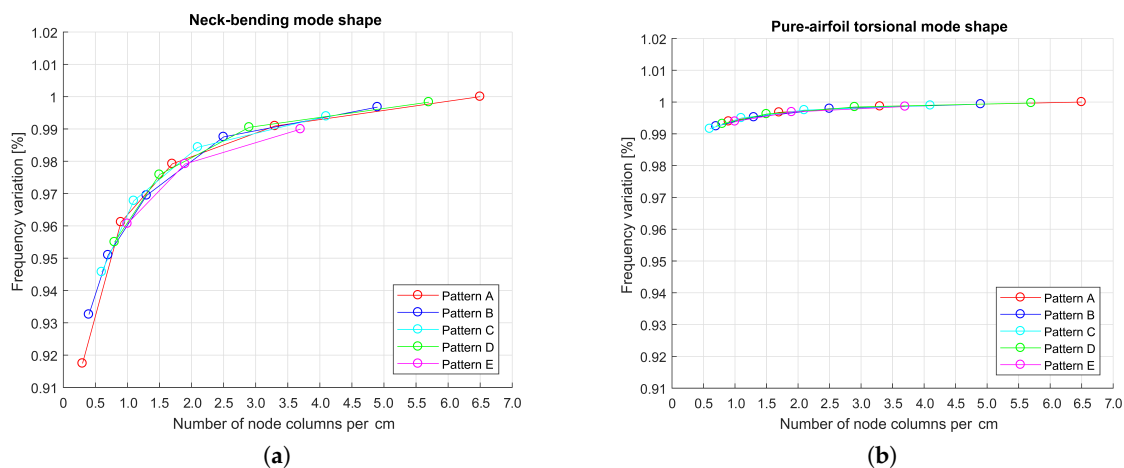 Neck-bending mode shape
1.02
1.01
1
0.99
0.98
0.97
0.96
0.95
0.94
0.93
0.92
0.91
Frequency variation [%]
0 0.5 1.0 1.5 2.0 2.5 3.0 3.5 4.0 4.5 5.0 5.5 6.0 6.5 7.0
Number of node columns per cm
Pattern A
Pattern B
Pattern C
Pattern D
Pattern E
(a)
Pure-airfoil torsional mode shape
1.02
1.01
1
0.99
0.98
0.97
0.96
0.95
0.94
0.93
0.92
0.91
Frequency variation [%]
0 0.5 1.0 1.5 2.0 2.5 3.0 3.5 4.0 4.5 5.0 5.5 6.0 6.5 7.0
Number of node columns per cm
Pattern A
Pattern B
Pattern C
Pattern D
Pattern E
(b)